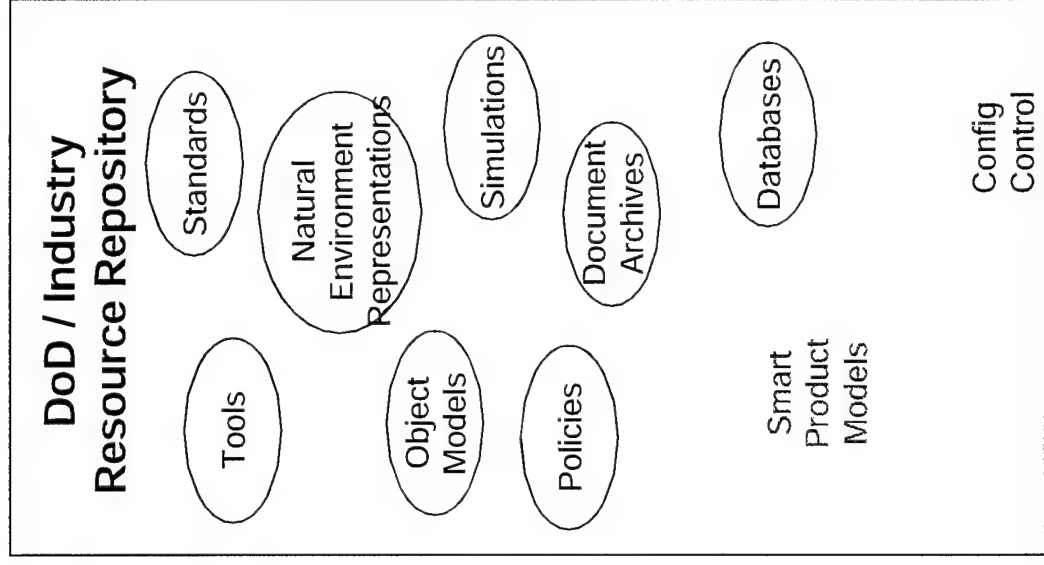 DoD / Industry
Resource Repository
Standards
Tools
Natural
Environment
Representations
Object
Models
Simulations
Policies
Document
Archives
Databases
Smart
Product
Models
Config
Control